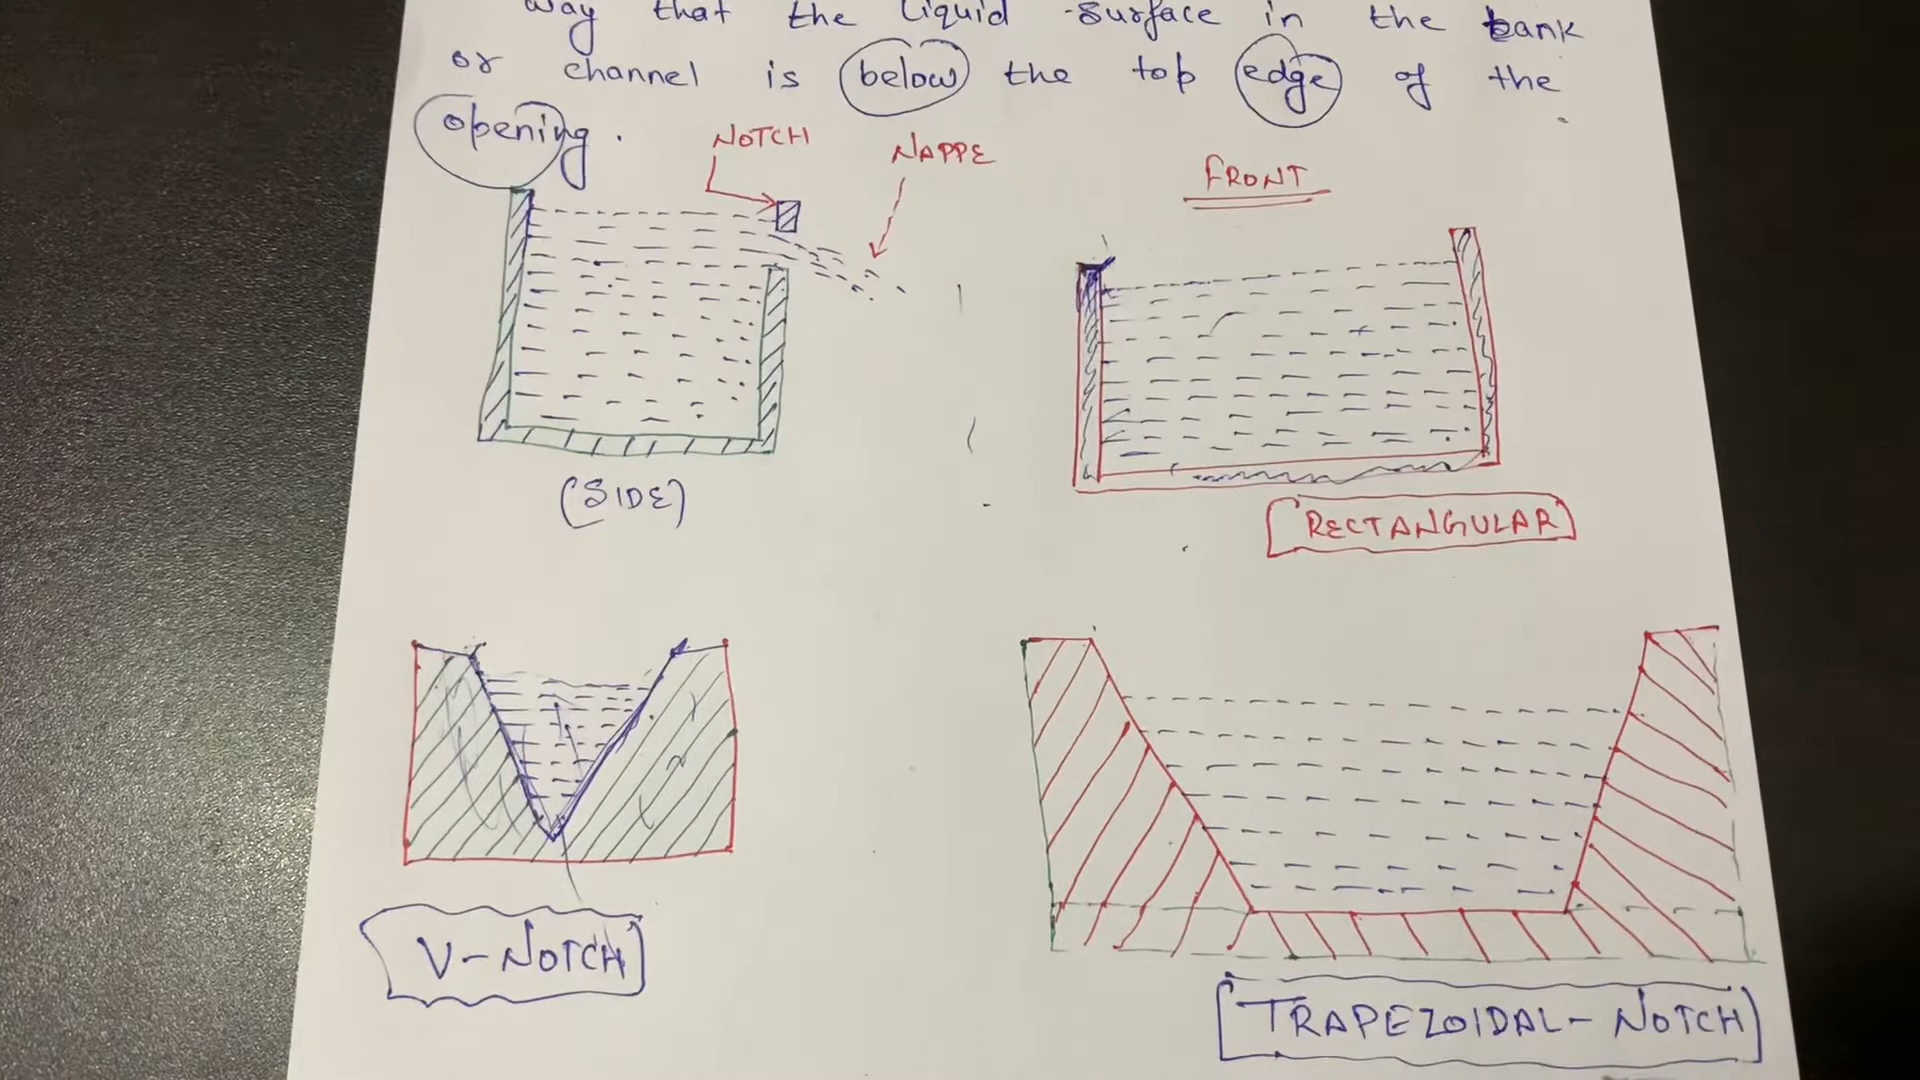 way that the liquid surface in the tank
or channel is below the top edge of the
opening.
NOTCH
NAPPE
FRONT
(SIDE)
RECTANGULAR
V-NOTCH
TRAPEZOIDAL-NOTCH